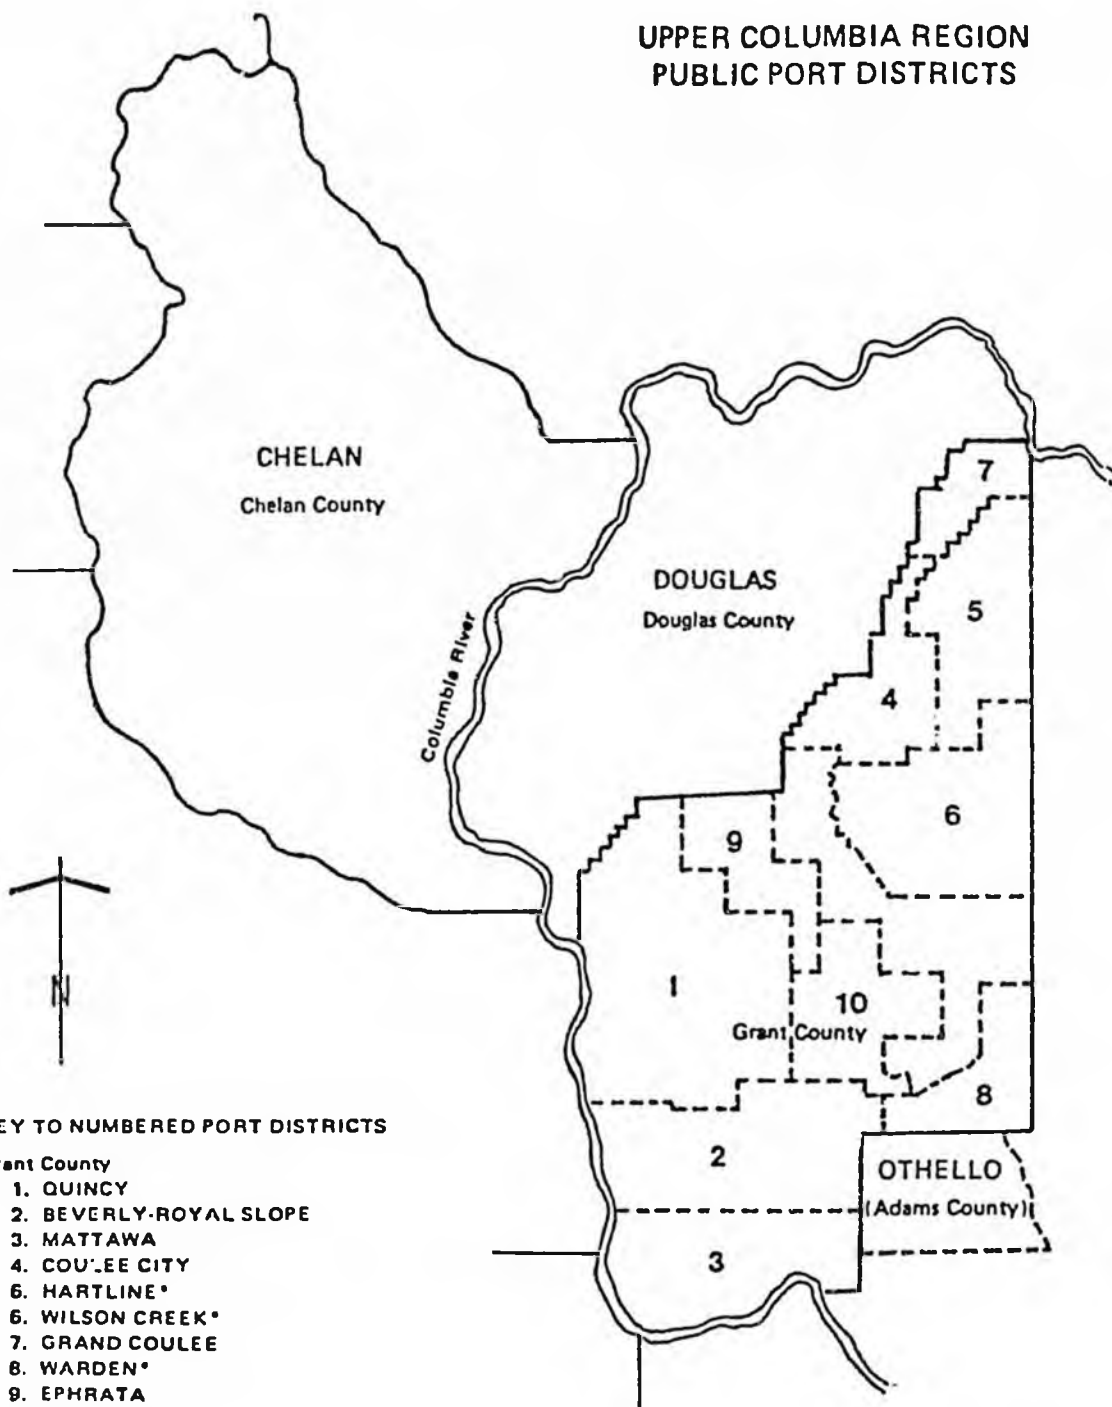 UPPER COLUMBIA REGION
PUBLIC PORT DISTRICTS
CHELAN
Chelan County
DOUGLAS
Douglas County
Columbia River
7
5
4
6
9
1
10
Grant County
8
2
OTHELLO
(Adams County)
3
N
EY TO NUMBERED PORT DISTRICTS
rant County
1. QUINCY
2. BEVERLY-ROYAL SLOPE
3. MATTAWA
4. COULEE CITY
6. HARTLINE*
6. WILSON CREEK*
7. GRAND COULEE
8. WARDEN*
9. EPHRATA